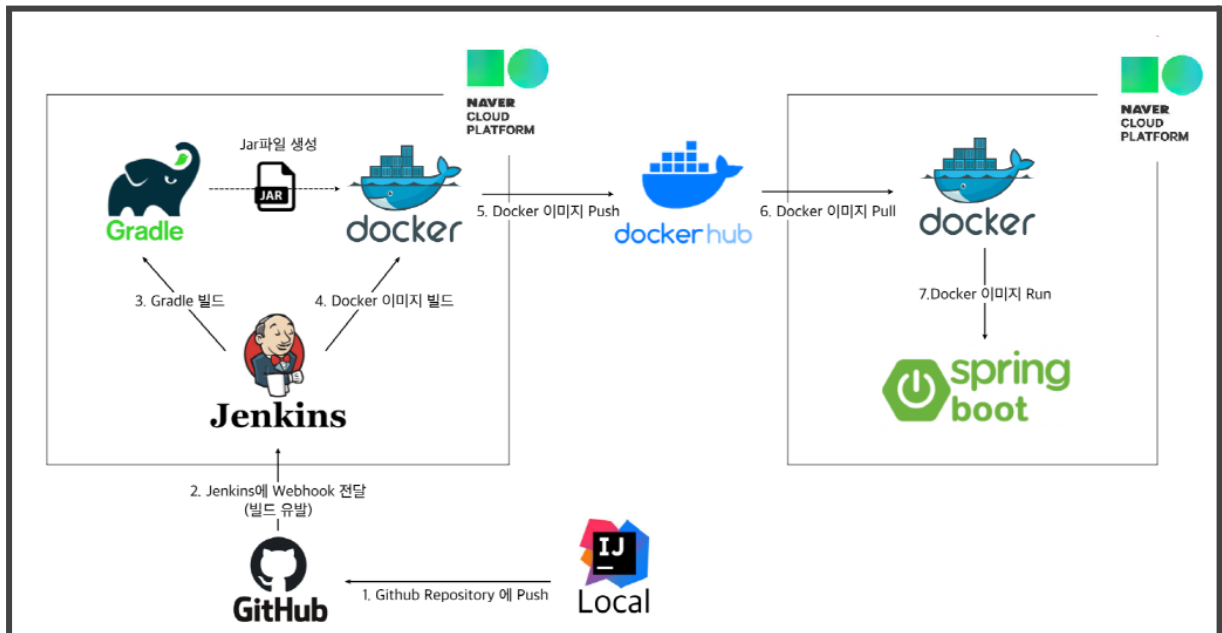 NAVER
CLOUD
PLATFORM
NAVER
CLOUD
PLATFORM
Jar파일 생성
JAR
Gradle
docker
5. Docker 이미지 Push
docker hub
6. Docker 이미지 Pull
docker
3. Gradle 빌드
4. Docker 이미지 빌드
7.Docker 이미지 Run
Jenkins
spring
boot
2. Jenkins에 Webhook 전달
(빌드 유발)
GitHub
1. Github Repository 에 Push
IJ
Local